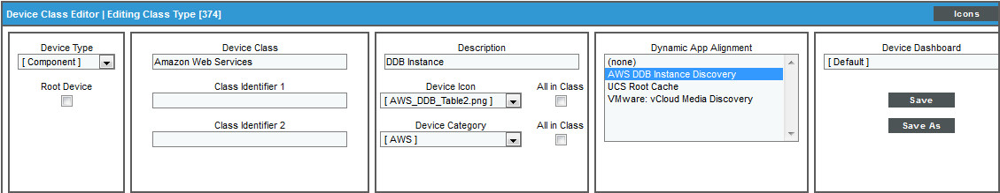 Device Class Editor | Editing Class Type [374]
Icons
Device Type
[ Component ]
Root Device
Device Class
Amazon Web Services
Class Identifier 1
Class Identifier 2
Description
DDB Instance
Device Icon
All in Class
[ AWS_DDB_Table2.png ]
Device Category
All in Class
[ AWS ]
Dynamic App Alignment
(none)
AWS DDB Instance Discovery
UCS Root Cache
VMware: vCloud Media Discovery
Device Dashboard
[ Default ]
Save
Save As